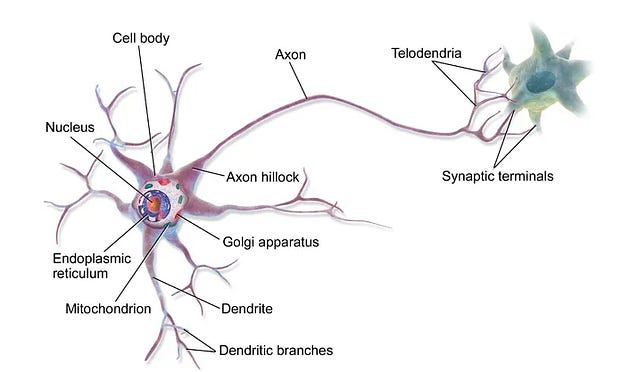 Cell body
Axon
Telodendria
Nucleus
Axon hillock
Synaptic terminals
Golgi apparatus
Endoplasmic
reticulum
Mitochondrion
Dendrite
Dendritic branches